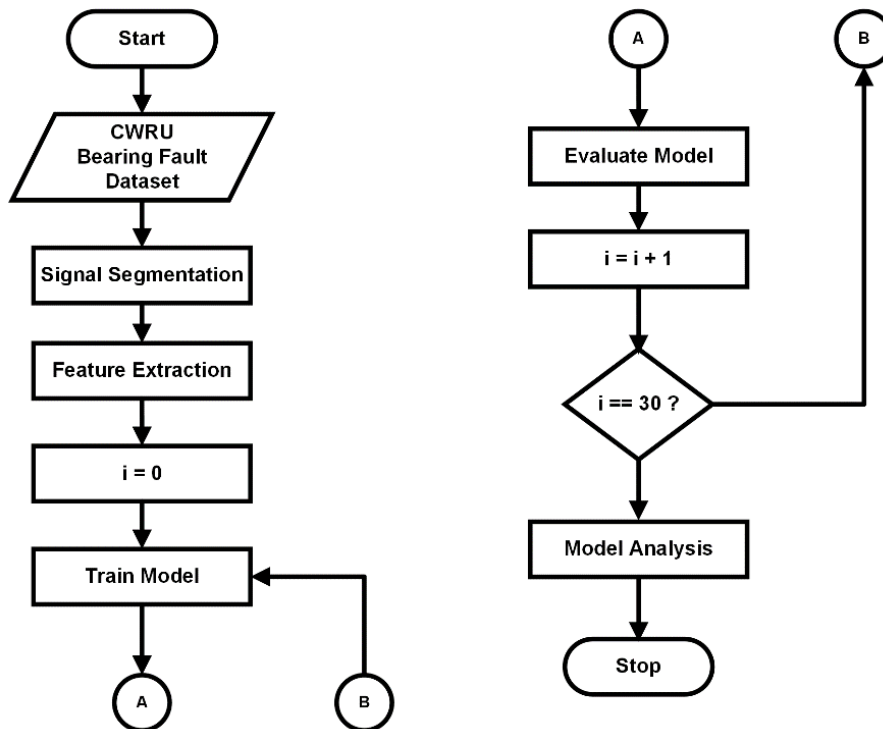 Start
CWRU
Bearing Fault
Dataset
Signal Segmentation
Feature Extraction
i = 0
Train Model
A
B
A
B
Evaluate Model
i = i + 1
i == 30 ?
Model Analysis
Stop